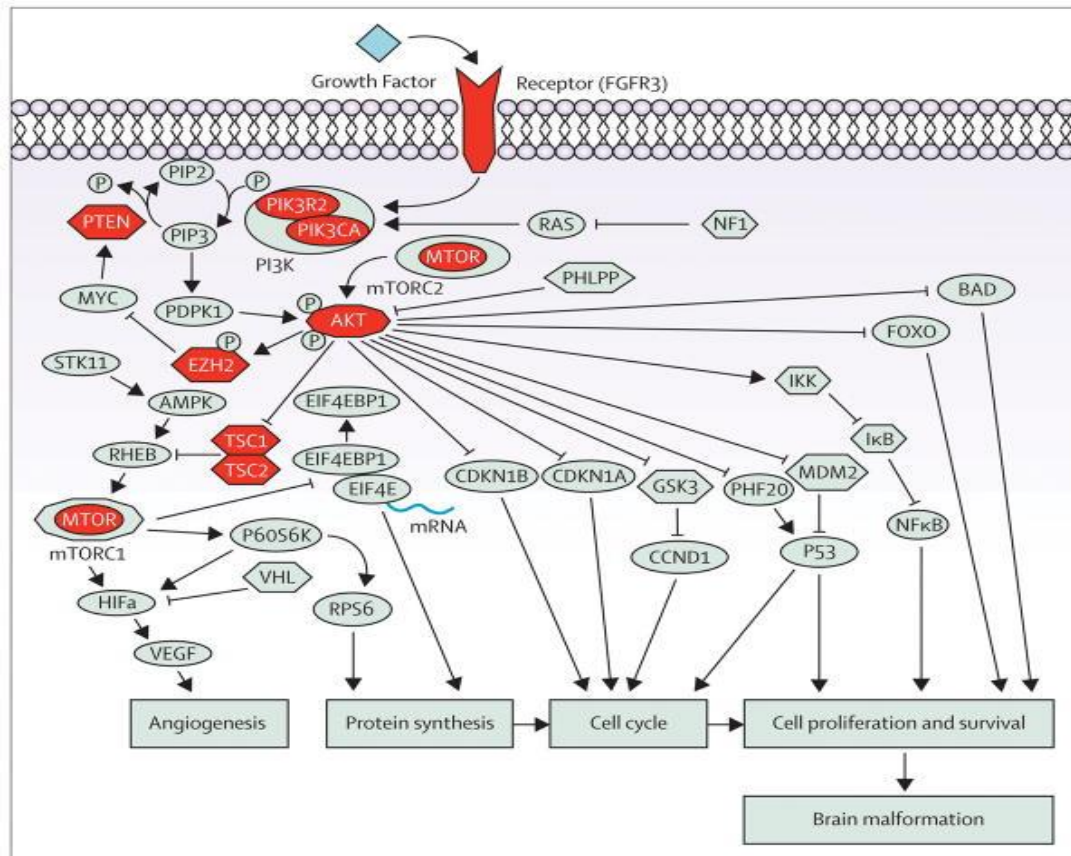 Growth Factor
Receptor (FGFR3)
PIP2
P
P
PTEN
PIP3
PIK3R2
PIK3CA
PI3K
RAS
NF1
MTOR
mTORC2
PHLPP
BAD
MYC
PDPK1
P
AKT
P
FOXO
P
EZH2
STK11
AMPK
EIF4EBP1
IKK
RHEB
TSC1
TSC2
EIF4EBP1
EIF4E
mRNA
CDKN1B
CDKN1A
GSK3
PHF20
MDM2
IκB
MTOR
mTORC1
P60S6K
CCND1
P53
NFκB
VHL
HIFa
RPS6
VEGF
Angiogenesis
Protein synthesis
Cell cycle
Cell proliferation and survival
Brain malformation